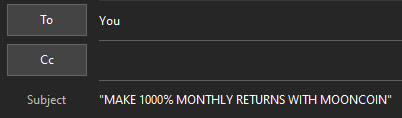 To You
Cc
Subject "MAKE 1000% MONTHLY RETURNS WITH MOONCOIN"